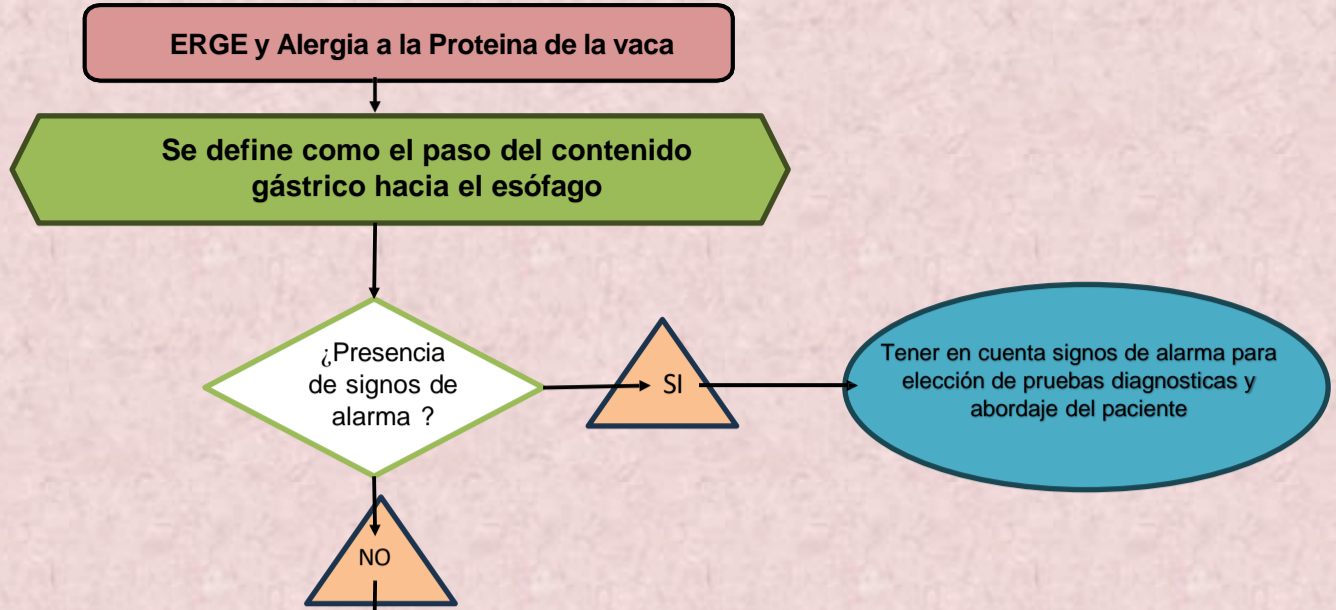 ERGE y Alergia a la Proteina de la vaca
Se define como el paso del contenido
gástrico hacia el esófago
¿Presencia
de signos de
alarma ?
SI
Tener en cuenta signos de alarma para
elección de pruebas diagnosticas y
abordaje del paciente
NO